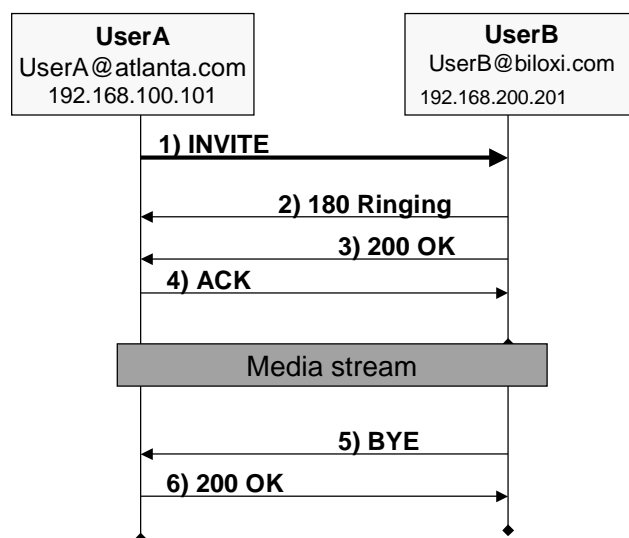 UserA
UserA@atlanta.com
192.168.100.101
UserB
UserB@biloxi.com
192.168.200.201
1) INVITE
2) 180 Ringing
3) 200 OK
4) ACK
Media stream
5) BYE
6) 200 OK